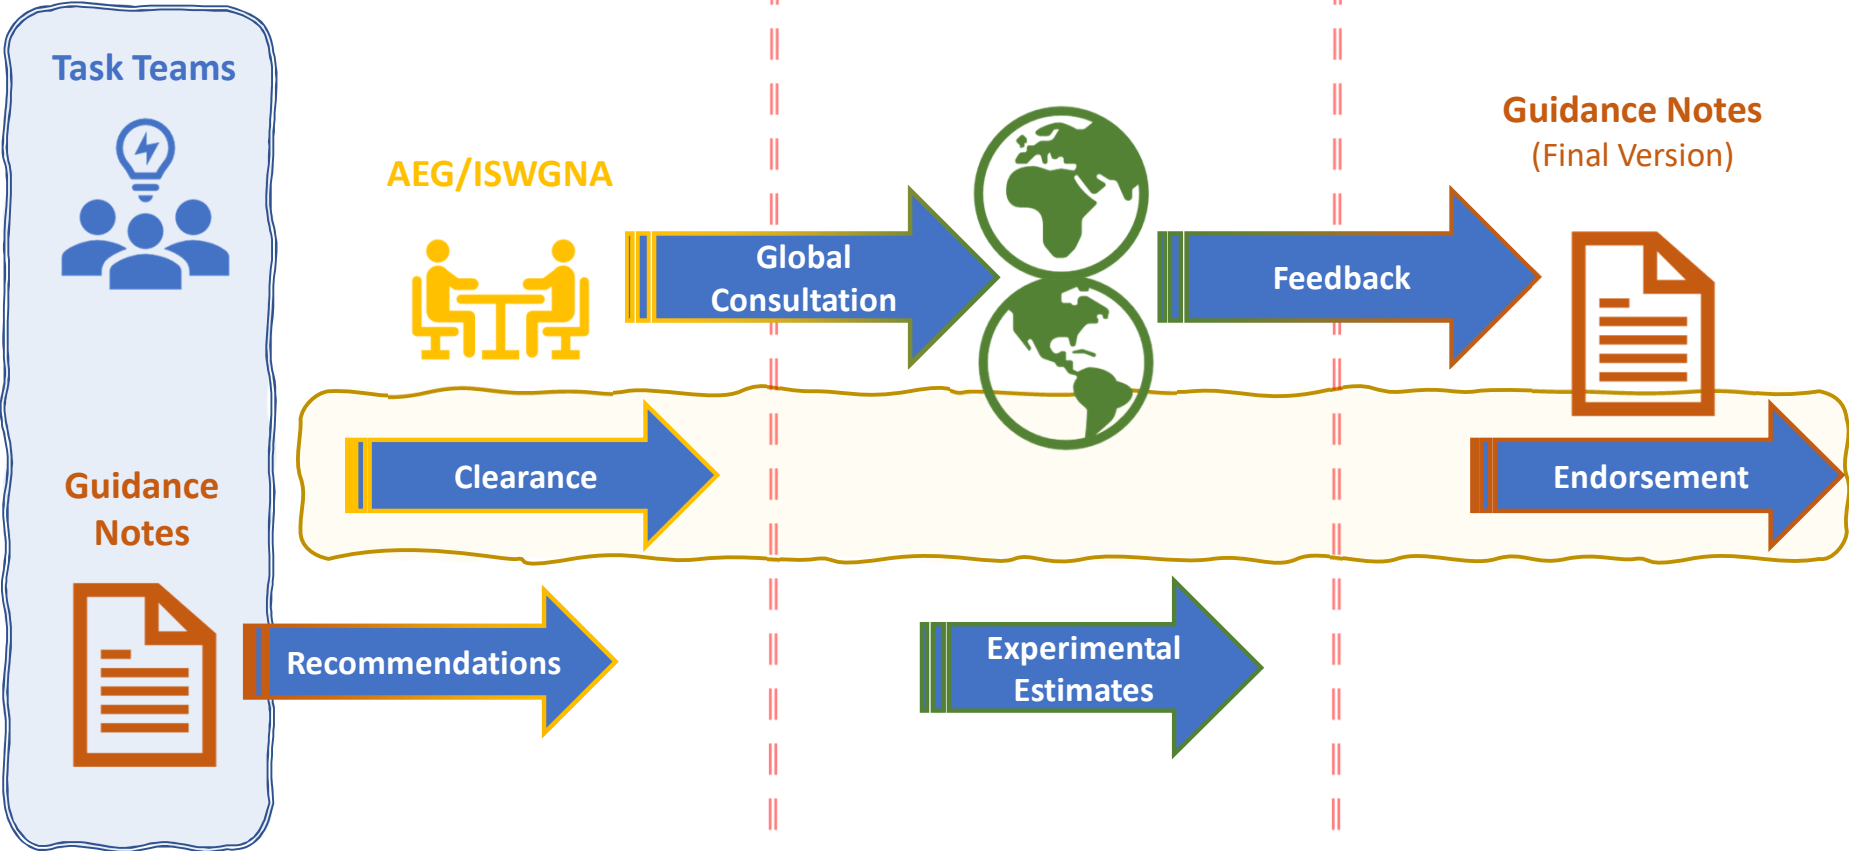 Task Teams
Guidance
Notes
Recommendations
AEG/ISWGNA
Clearance
Global
Consultation
Experimental
Estimates
Feedback
Guidance Notes
(Final Version)
Endorsement